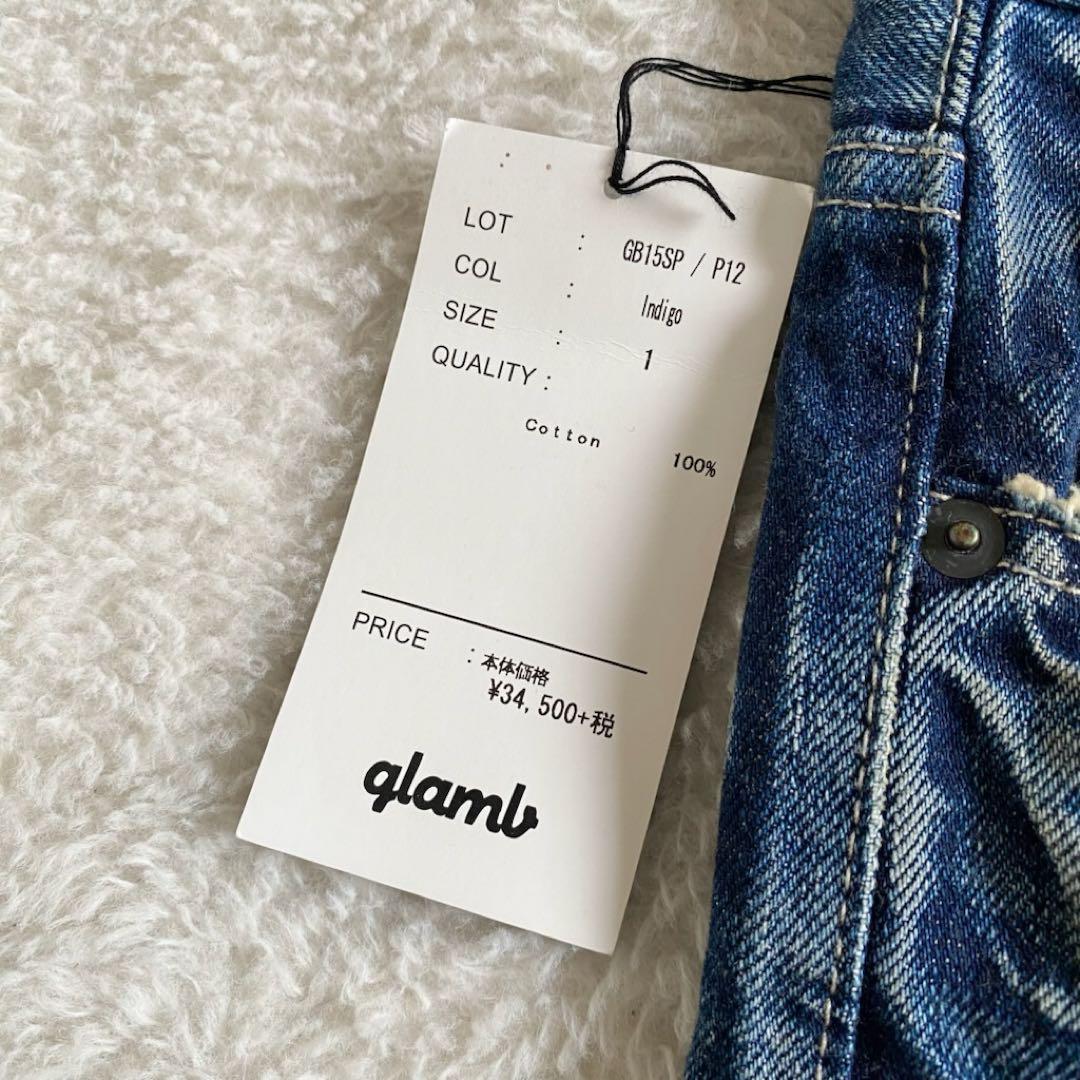 LOT : GB15SP / P12
COL : Indigo
SIZE : 1
QUALITY :
Cotton 100%
PRICE : 本体価格
¥34,500+税
glamb